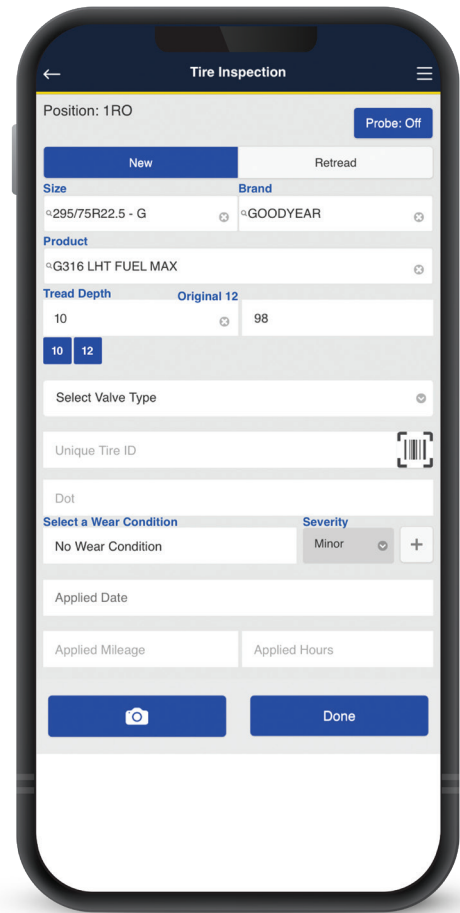 Tire Inspection
Position: 1RO
Probe: Off
New Retread
Size Brand
295/75R22.5 - G GOODYEAR
Product
G316 LHT FUEL MAX
Tread Depth Original 12
10 98
10 12
Select Valve Type
Unique Tire ID
Dot
Select a Wear Condition Severity
No Wear Condition Minor +
Applied Date
Applied Mileage Applied Hours
Done